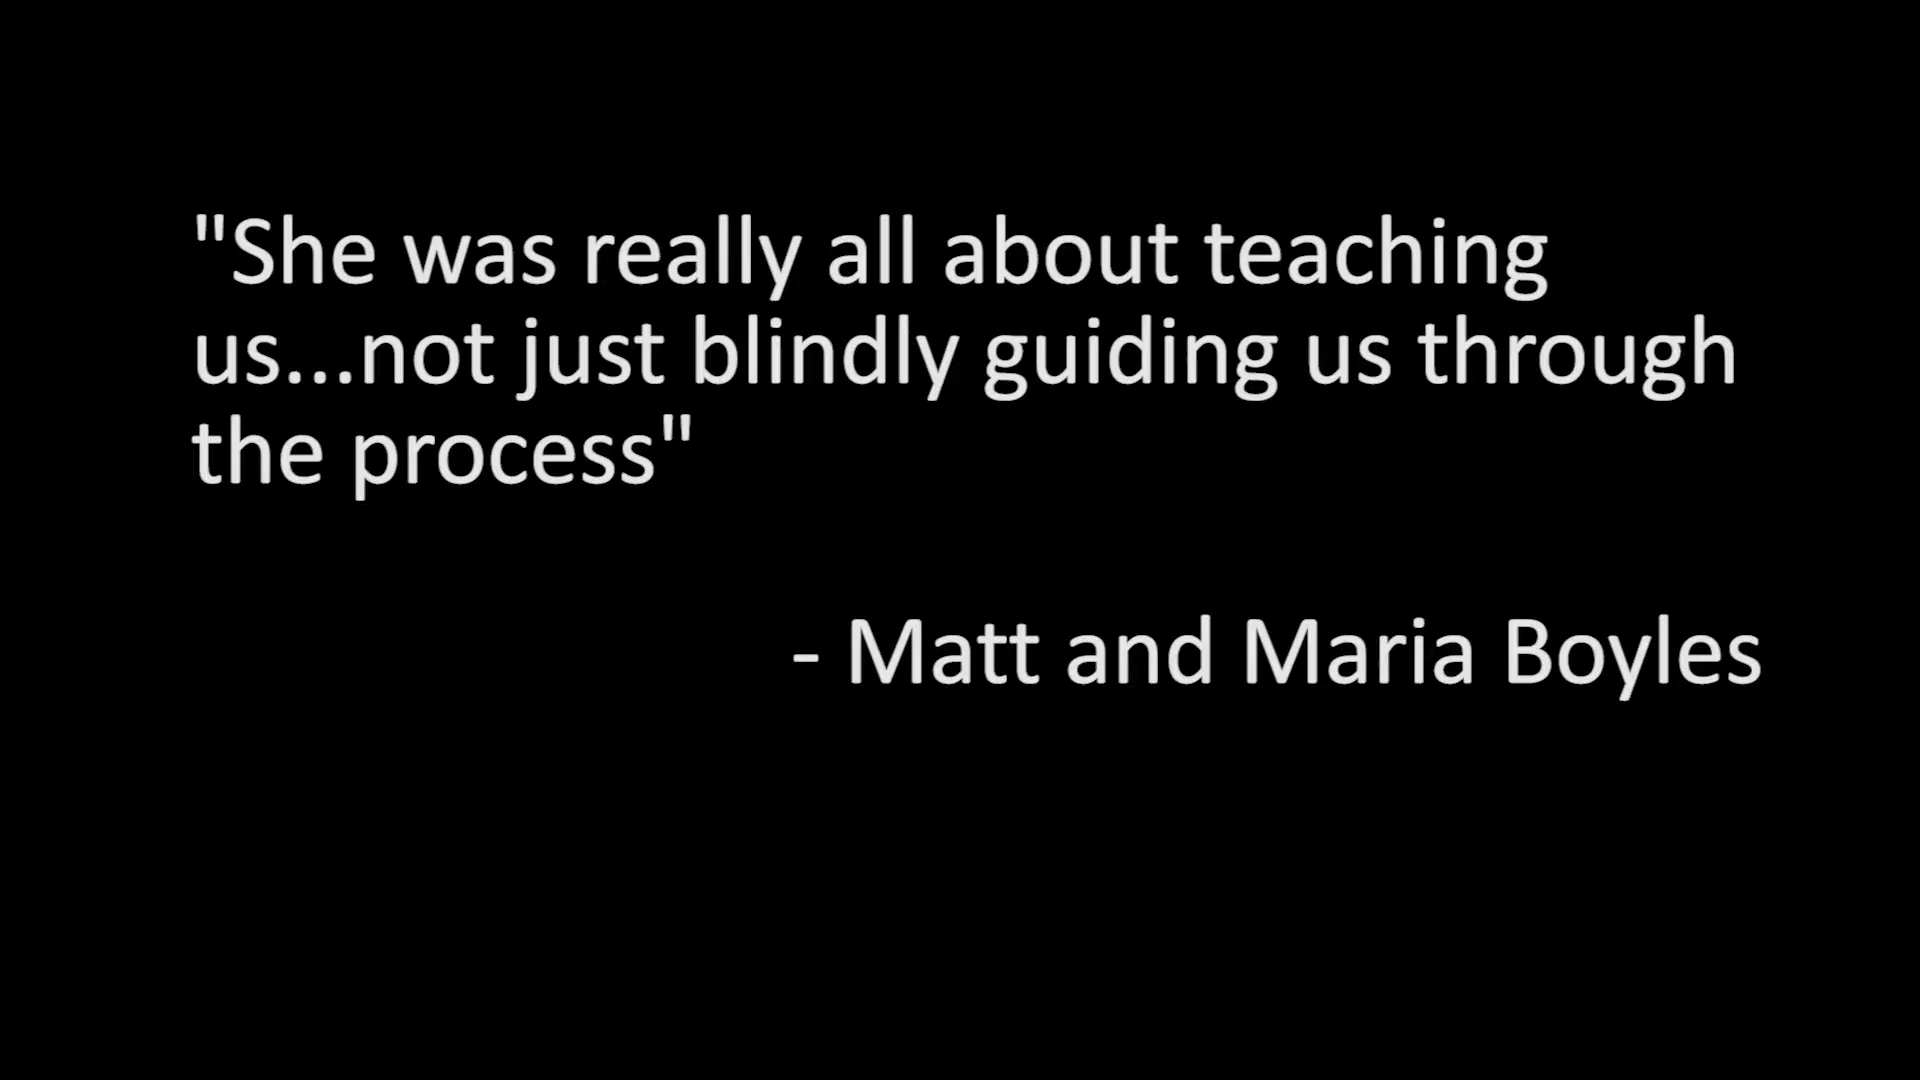 "She was really all about teaching
us...not just blindly guiding us through
the process"
- Matt and Maria Boyles